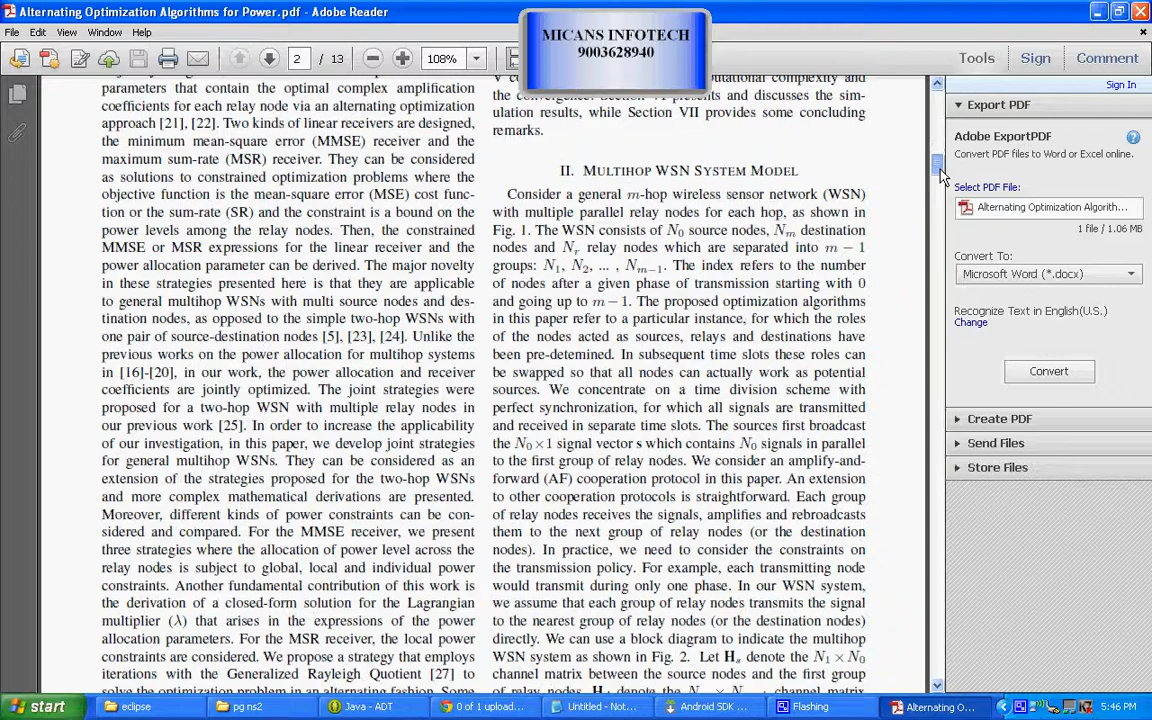 Alternating Optimization Algorithms for Power.pdf - Adobe Reader
MICANS INFOTECH
9003628940
File Edit View Window Help
2 / 13 108%
Tools Sign Comment
parameters that contain the optimal complex amplification
coefficients for each relay node via an alternating optimization
approach [21], [22]. Two kinds of linear receivers are designed,
the minimum mean-square error (MMSE) receiver and the
maximum sum-rate (MSR) receiver. They can be considered
as solutions to constrained optimization problems where the
objective function is the mean-square error (MSE) cost func-
tion or the sum-rate (SR) and the constraint is a bound on the
power levels among the relay nodes. Then, the constrained
MMSE or MSR expressions for the linear receiver and the
power allocation parameter can be derived. The major novelty
in these strategies presented here is that they are applicable
to general multihop WSNs with multi source nodes and des-
tination nodes, as opposed to the simple two-hop WSNs with
one pair of source-destination nodes [5], [23], [24]. Unlike the
previous works on the power allocation for multihop systems
in [16]-[20], in our work, the power allocation and receiver
coefficients are jointly optimized. The joint strategies were
proposed for a two-hop WSN with multiple relay nodes in
our previous work [25]. In order to increase the applicability
of our investigation, in this paper, we develop joint strategies
for general multihop WSNs. They can be considered as an
extension of the strategies proposed for the two-hop WSNs
and more complex mathematical derivations are presented.
Moreover, different kinds of power constraints can be con-
sidered and compared. For the MMSE receiver, we present
three strategies where the allocation of power level across the
relay nodes is subject to global, local and individual power
constraints. Another fundamental contribution of this work is
the derivation of a closed-form solution for the Lagrangian
multiplier (λ) that arises in the expressions of the power
allocation parameters. For the MSR receiver, the local power
constraints are considered. We propose a strategy that employs
iterations with the Generalized Rayleigh Quotient [27] to
solve the optimization problem in an alternating fashion. Some
the convergence. Section VI presents and discusses the sim-
ulation results, while Section VII provides some concluding
remarks.
II. MULTIHOP WSN SYSTEM MODEL
Consider a general m-hop wireless sensor network (WSN)
with multiple parallel relay nodes for each hop, as shown in
Fig. 1. The WSN consists of N0 source nodes, Nm destination
nodes and Nr relay nodes which are separated into m − 1
groups: N1, N2, ... , Nm−1. The index refers to the number
of nodes after a given phase of transmission starting with 0
and going up to m−1. The proposed optimization algorithms
in this paper refer to a particular instance, for which the roles
of the nodes acted as sources, relays and destinations have
been pre-detemined. In subsequent time slots these roles can
be swapped so that all nodes can actually work as potential
sources. We concentrate on a time division scheme with
perfect synchronization, for which all signals are transmitted
and received in separate time slots. The sources first broadcast
the N0×1 signal vector s which contains N0 signals in parallel
to the first group of relay nodes. We consider an amplify-and-
forward (AF) cooperation protocol in this paper. An extension
to other cooperation protocols is straightforward. Each group
of relay nodes receives the signals, amplifies and rebroadcasts
them to the next group of relay nodes (or the destination
nodes). In practice, we need to consider the constraints on
the transmission policy. For example, each transmitting node
would transmit during only one phase. In our WSN system,
we assume that each group of relay nodes transmits the signal
to the nearest group of relay nodes (or the destination nodes)
directly. We can use a block diagram to indicate the multihop
WSN system as shown in Fig. 2. Let Hs denote the N1 × N0
channel matrix between the source nodes and the first group
Sign In
Export PDF
Adobe ExportPDF
Convert PDF files to Word or Excel online.
Select PDF File:
Alternating Optimization Algorith...
1 file / 1.06 MB
Convert To:
Microsoft Word (*.docx)
Recognize Text in English(U.S.)
Change
Convert
Create PDF
Send Files
Store Files
start eclipse pg ns2 Java - ADT 0 of 1 upload... Untitled - Not... Android SDK ... Flashing Alternating O... 5:46 PM